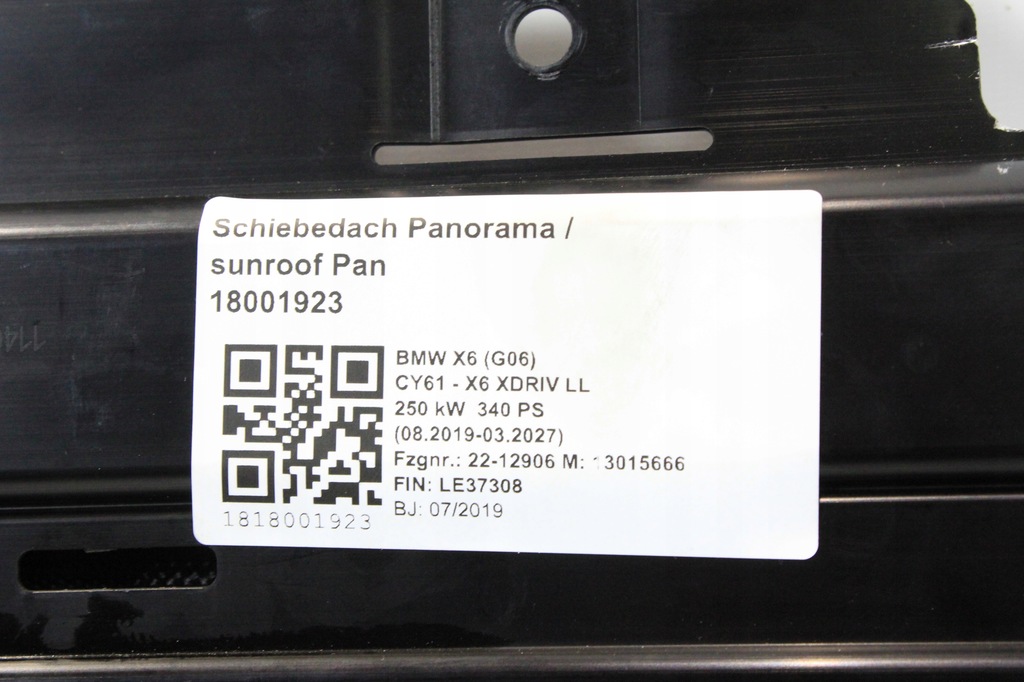 Schiebedach Panorama /
sunroof Pan
18001923
BMW X6 (G06)
CY61 - X6 XDRIV LL
250 kW 340 PS
(08.2019-03.2027)
Fzgnr.: 22-12906 M: 13015666
FIN: LE37308
BJ: 07/2019
1818001923